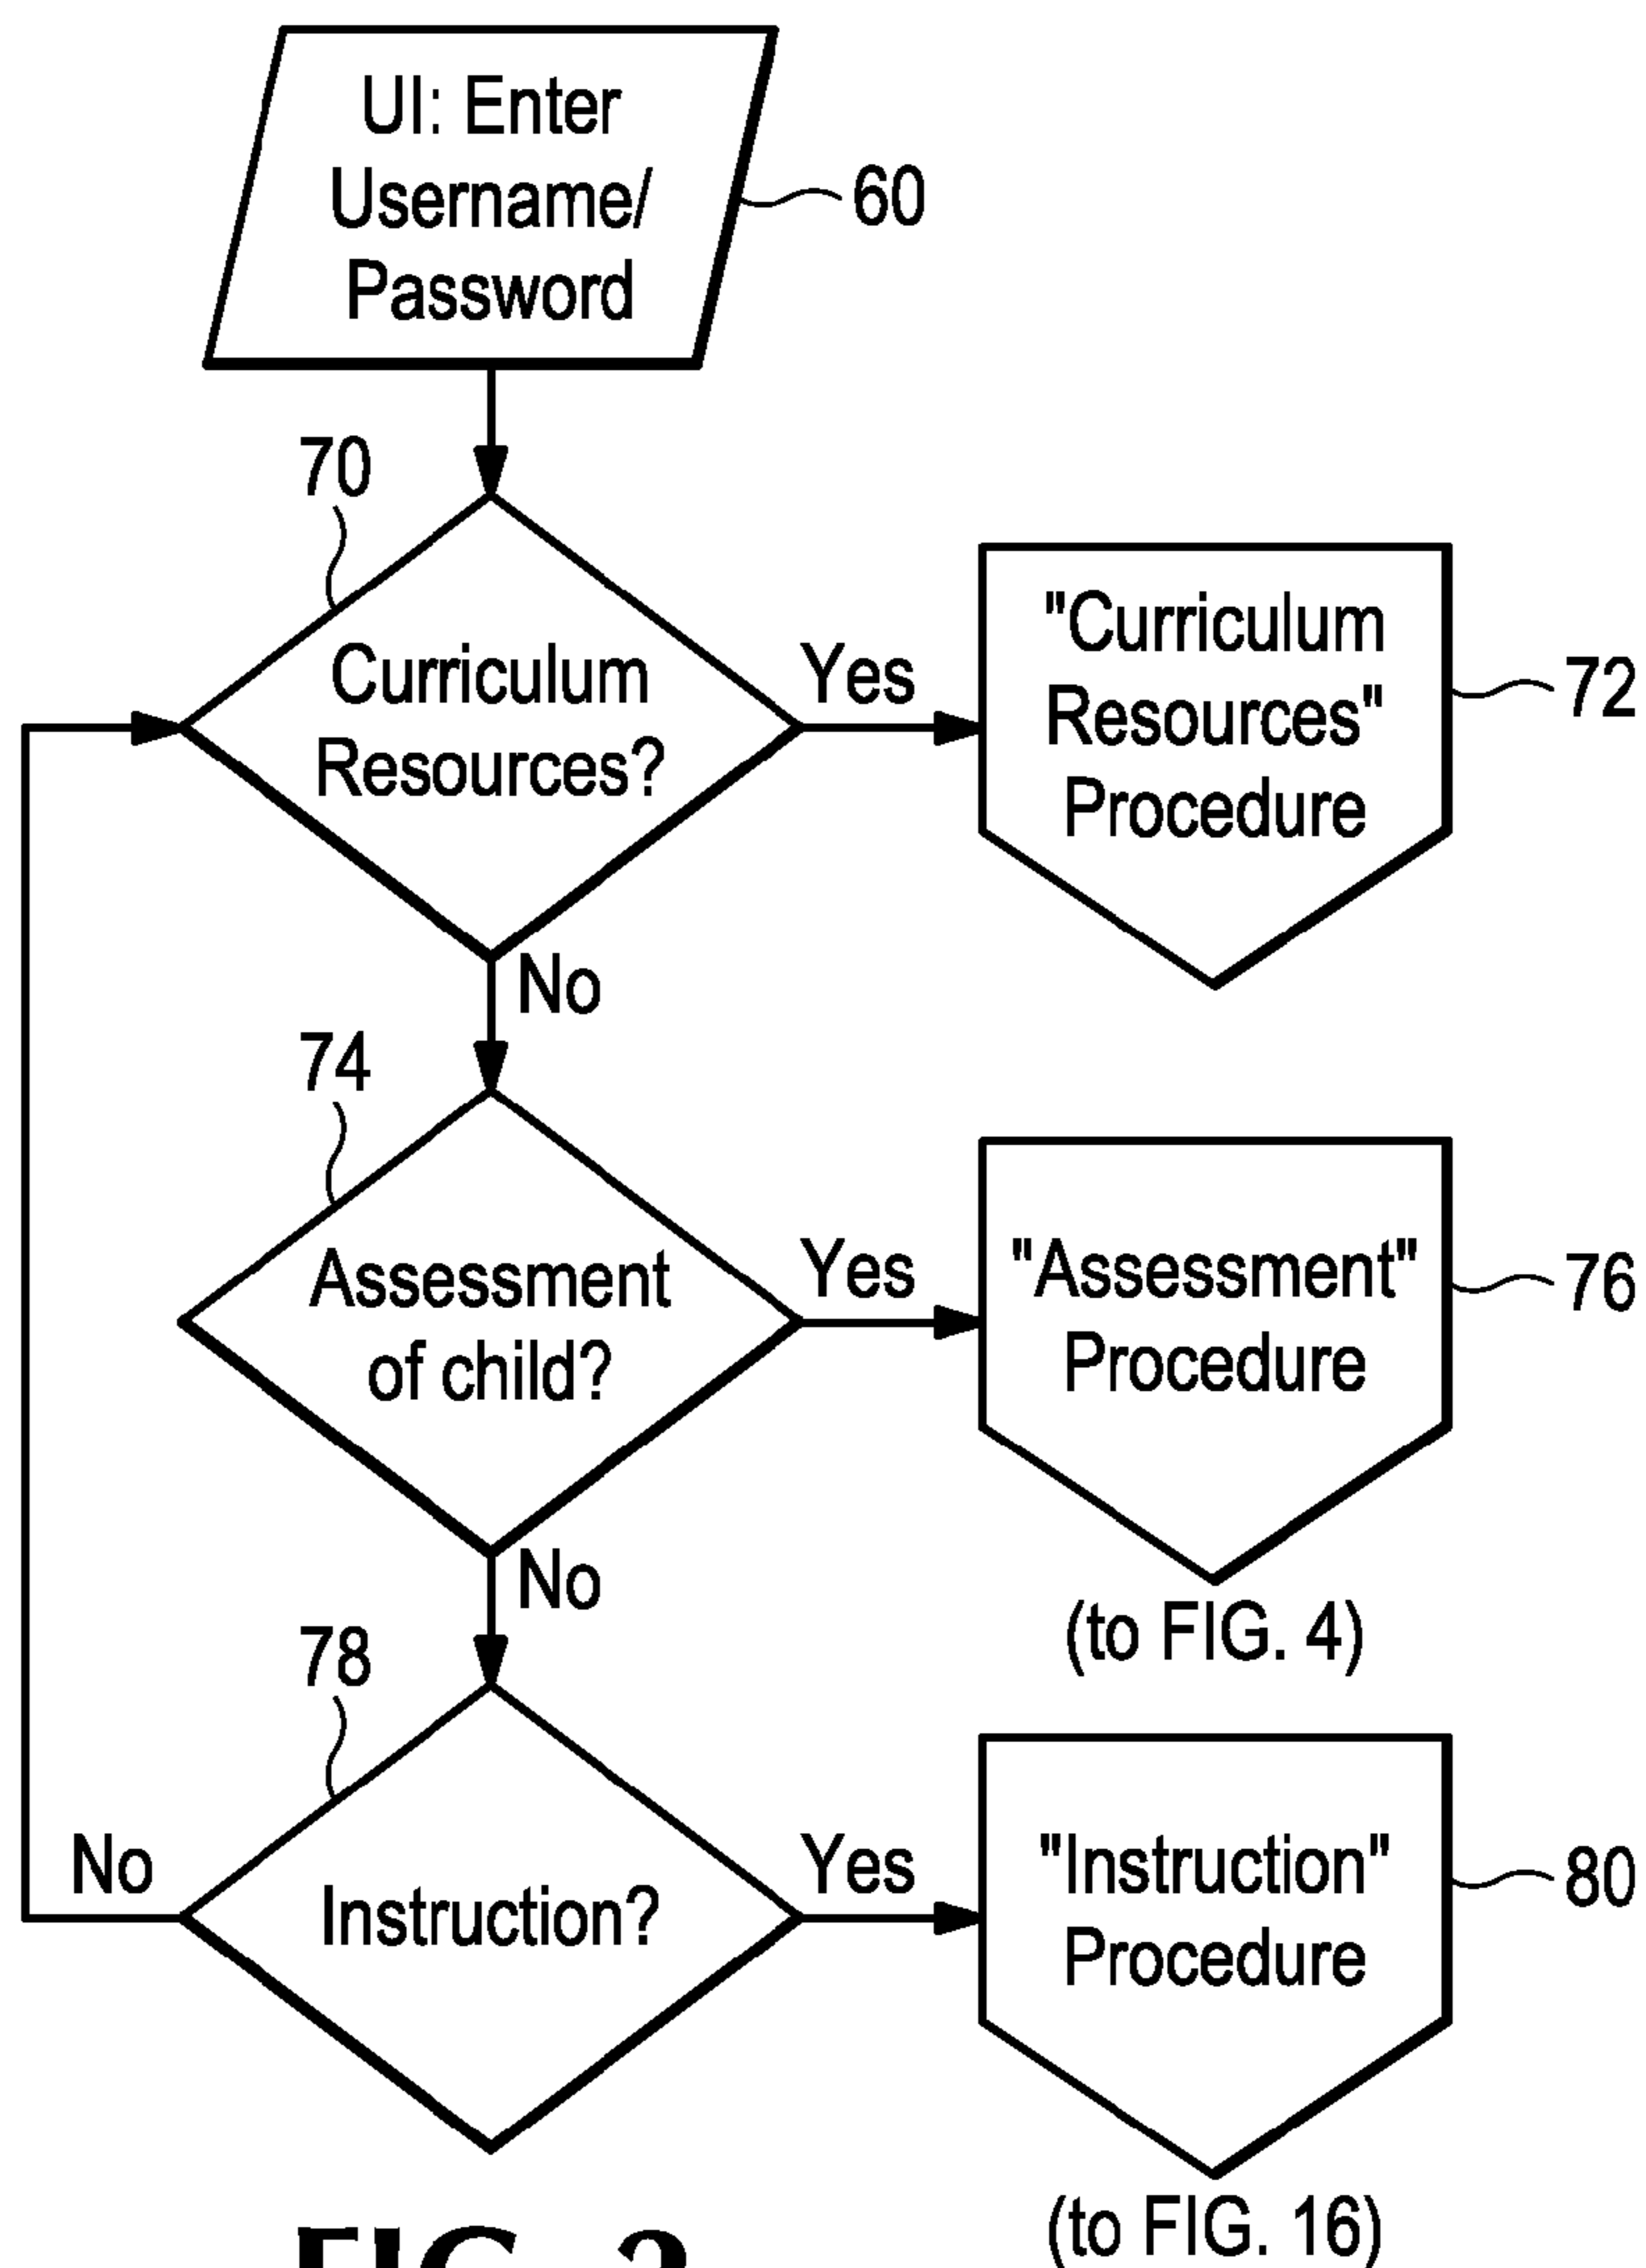 UI: Enter
Username/
Password
60
70
Curriculum
Resources?
Yes
"Curriculum
Resources"
Procedure
72
No
74
Assessment
of child?
Yes
"Assessment"
Procedure
76
(to FIG. 4)
No
78
Instruction?
No
Yes
"Instruction"
Procedure
80
(to FIG. 16)
FIG.